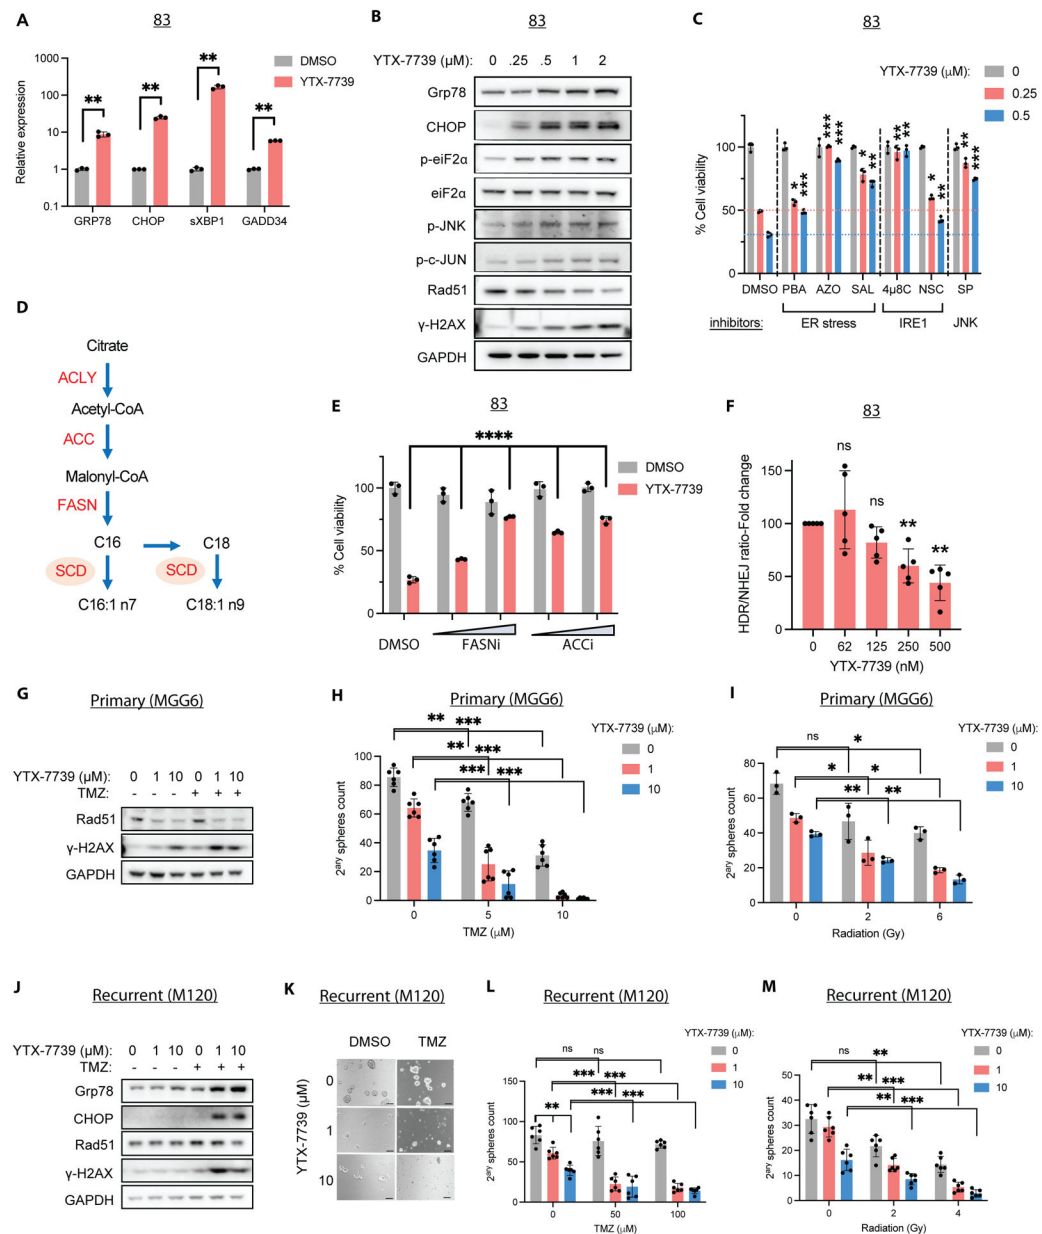 A
83
DMSO
YTX-7739
Relative expression
1000
100
10
1
0.1
**
**
**
**
GRP78 CHOP sXBP1 GADD34
B
83
YTX-7739 (μM): 0 .25 .5 1 2
Grp78
CHOP
p-eiF2α
eiF2α
p-JNK
p-c-JUN
Rad51
γ-H2AX
GAPDH
C
83
YTX-7739 (μM):
0
0.25
0.5
% Cell viability
100
50
0
* *** *** *** * ** ** ** * ** ** ***
DMSO PBA AZO SAL 4μ8C NSC SP
inhibitors: ER stress IRE1 JNK
D
Citrate
ACLY
Acetyl-CoA
ACC
Malonyl-CoA
FASN
C16 C18
SCD SCD
C16:1 n7 C18:1 n9
E
83
****
DMSO
YTX-7739
% Cell viability
100
50
0
DMSO FASNi ACCi
F
83
HDR/NHEJ ratio-Fold change
150
100
50
0
ns
ns
**
**
0 62 125 250 500
YTX-7739 (nM)
G
Primary (MGG6)
YTX-7739 (μM): 0 1 10 0 1 10
TMZ: - - - + + +
Rad51
γ-H2AX
GAPDH
H
Primary (MGG6)
YTX-7739
(μM):
0
1
10
** ***
** ***
*** ***
2ary spheres count
100
80
60
40
20
0
0 5 10
TMZ (μM)
I
Primary (MGG6)
YTX-7739 (μM):
0
1
10
ns *
* *
** **
2ary spheres count
80
60
40
20
0
0 2 6
Radiation (Gy)
J
Recurrent (M120)
YTX-7739 (μM): 0 1 10 0 1 10
TMZ: - - - + + +
Grp78
CHOP
Rad51
γ-H2AX
GAPDH
K
Recurrent (M120)
DMSO TMZ
YTX-7739 (μM)
0
1
10
L
Recurrent (M120)
YTX-7739 (μM):
0
1
10
ns ns
*** ***
*** ***
**
2ary spheres count
150
100
50
0
0 50 100
TMZ (μM)
M
Recurrent (M120)
YTX-7739 (μM):
0
1
10
ns **
** ***
** ***
2ary spheres count
50
40
30
20
10
0
0 2 4
Radiation (Gy)